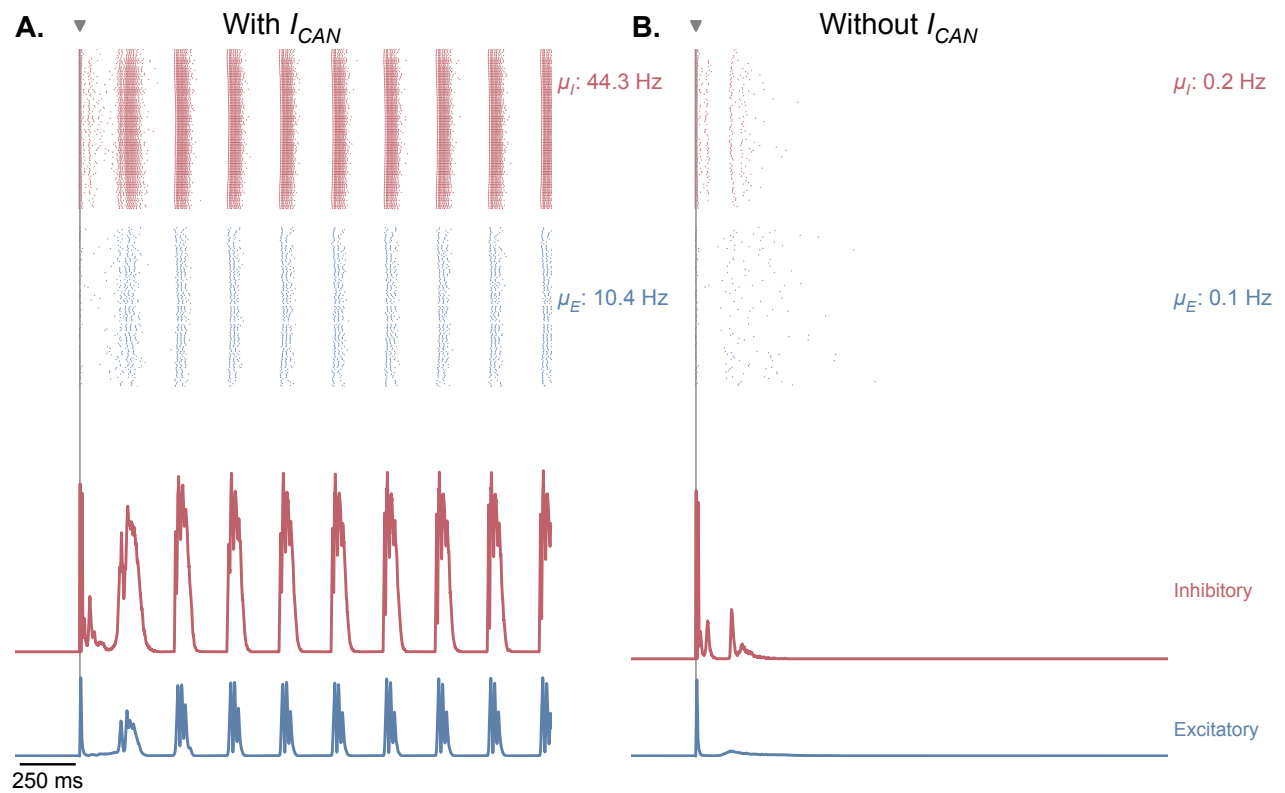 A.
With I_CAN
μ_I: 44.3 Hz
μ_E: 10.4 Hz
250 ms
B.
Without I_CAN
μ_I: 0.2 Hz
μ_E: 0.1 Hz
Inhibitory
Excitatory